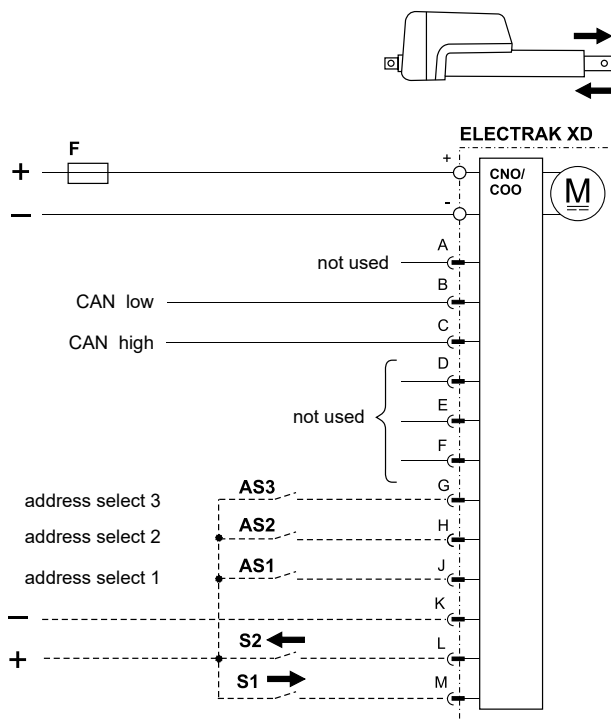 ELECTRAK XD
F
+
+
CNO/
COO
M
–
-
A
not used
B
CAN low
C
CAN high
D
not used
E
F
AS3
G
address select 3
AS2
H
address select 2
AS1
J
address select 1
K
–
S2
L
+
S1
M